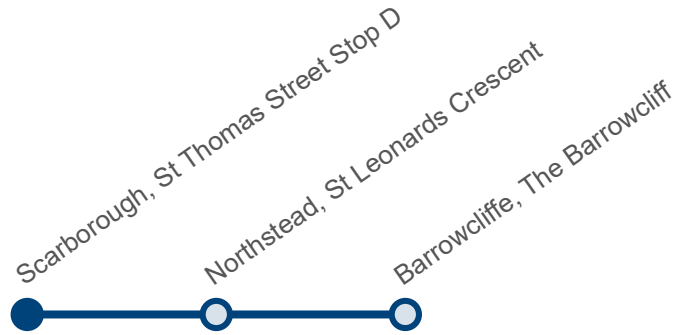 Scarborough, St Thomas Street Stop D
Northstead, St Leonards Crescent
Barrowcliffe, The Barrowcliff